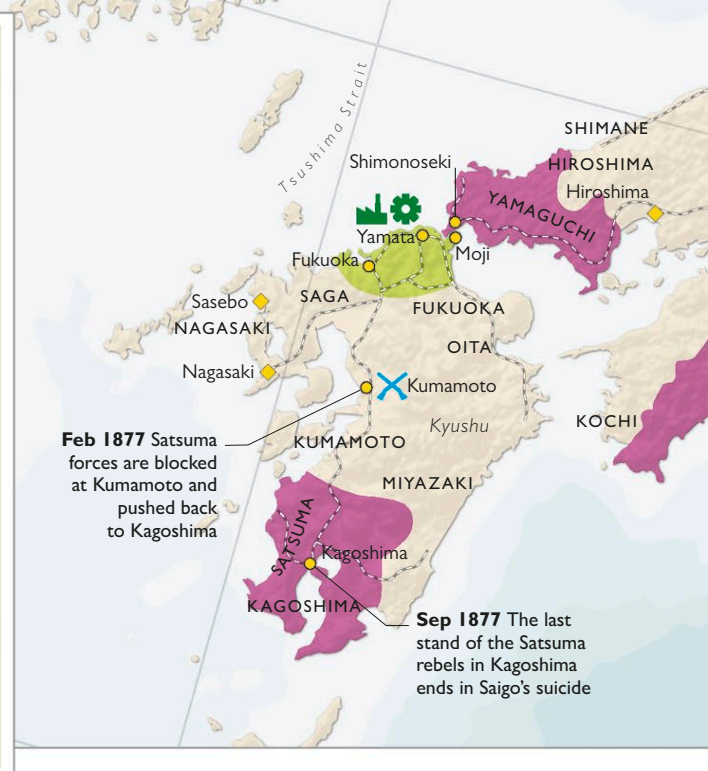 Tsushima Strait
SHIMANE
Shimonoseki
HIROSHIMA
Hiroshima
YAMAGUCHI
Yamata
Moji
Fukuoka
Sasebo
SAGA
FUKUOKA
NAGASAKI
OITA
Nagasaki
Kumamoto
KOCHI
Kyushu
Feb 1877 Satsuma
forces are blocked
at Kumamoto and
pushed back
to Kagoshima
KUMAMOTO
MIYAZAKI
SATSUMA
Kagoshima
KAGOSHIMA
Sep 1877 The last
stand of the Satsuma
rebels in Kagoshima
ends in Saigo’s suicide